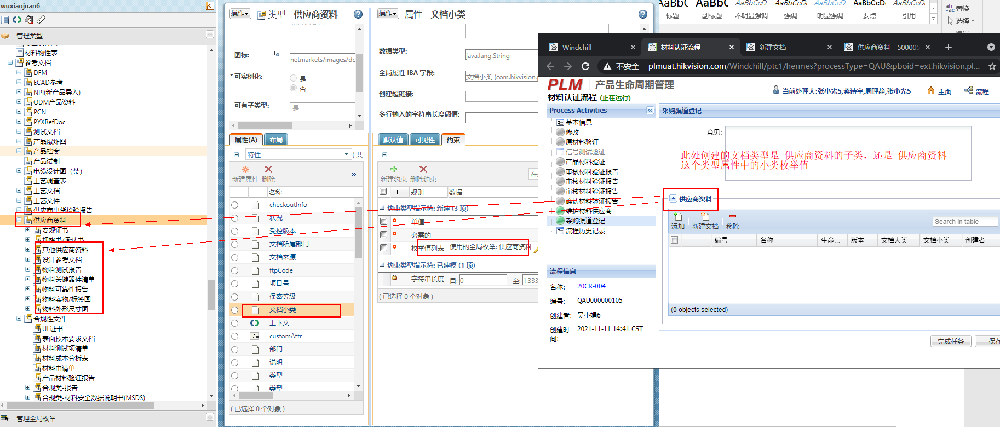 wuxiaojuan6
管理类型
材料物性表
参考文档
DFM
ECAD参考
NPI(新产品导入)
ODM产品资料
PCN
PYXRefDoc
测试文档
产品爆炸图
产品档案
产品试制
电缆设计图（禁）
工艺调查表
工艺文档
工艺文件
供应商出货检验报告
供应商资料
安规证书
规格书/承认书
其他供应商资料
设计参考文档
物料测试报告
物料关键器件清单
物料可靠性报告
物料实物/标签图
物料外形尺寸图
合规性文件
UL证书
表面技术要求文档
材料测试项清单
材料成本分析表
材料申请单
产品材料验证报告
合规类-报告
合规类-材料安全数据说明书(MSDS)
管理全局枚举
操作
类型 - 供应商资料
图标:
netmarkets/images/do
* 可实例化:
是
否
可有子类型:
是
属性(A)
布局
特性
(共
新建属性
删除
»
名称
checkoutInfo
状况
受控版本
文档所属部门
文档来源
ftpCode
项目号
保密等级
文档小类
上下文
0.1m
customAttr
部门
说明
类型
类型
( 已选择 0 个对象 )
操作
属性 - 文档小类
数据类型:
java.lang.String
全局属性 IBA 字段:
文档小类 (com.hikvision.
创建超链接:
多行输入的字符串长度阈值:
默认值
可见性
约束
新建约束
删除约束
在
规则
数据
约束类型指示符: 新建 (3 项)
单值
必需的
枚举值列表
使用的全局枚举: 供应商资料
约束类型指示符: 已建模 (1 项)
字符串长度
自:
0
至:
1,333
( 已选择 0 个对象 )
AaBbCcDc
标题
副标题
不明显强调
强调
明显强调
要点
引用
替换
选择
Windchill
材料认证流程
新建文档
供应商资料 - 500005
不安全
plmuat.hikvision.com/Windchill/ptc1/hermes?processType=QAU&pboid=ext.hikvision.pl...
PLM
产品生命周期管理
材料认证流程 (正在运行)
当前处理人:张小光5,蒋诗宇,周理静,张小光5
主页
流程
Process Activities
基本信息
修改
原材料验证
信号测试验证
产品材料验证
审核材料验证报告
审核材料验证报告
审核材料验证报告
确认材料验证报告
维护材料供应商
采购渠道登记
流程历史记录
流程信息
名称:
20CR-004
编号:
QAU000000105
创建者:
吴小娟6
创建时间:
2021-11-11 14:41 CST
采购渠道登记
意见:
此处创建的文档类型是 供应商资料的子类，还是 供应商资料
这个类型属性中的小类枚举值
供应商资料
添加
新建文档
移除
Search in table
编号
名称
生命...
版本
文档大类
文档小类
创建者
(0 objects selected)
完成任务
保存